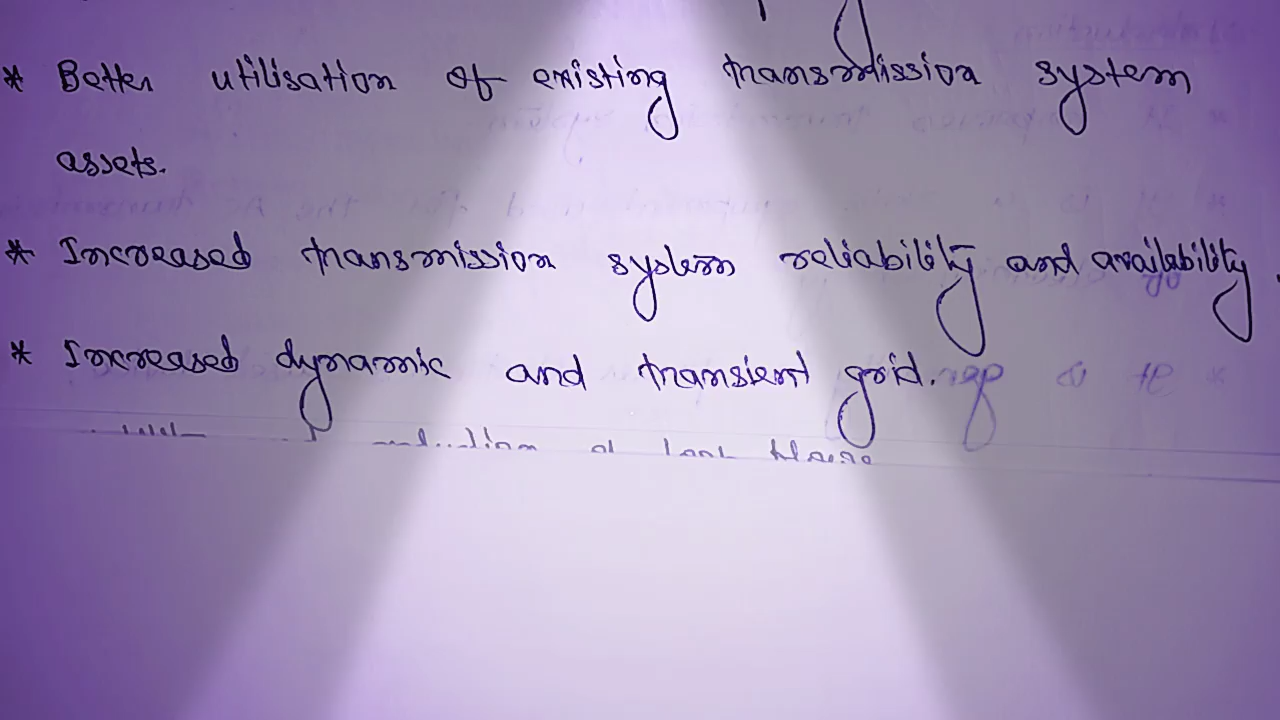 * Better utilisation of existing transmission system
assets.
* Increased transmission system reliability and availability.
* Increased dynamic and transient grid.